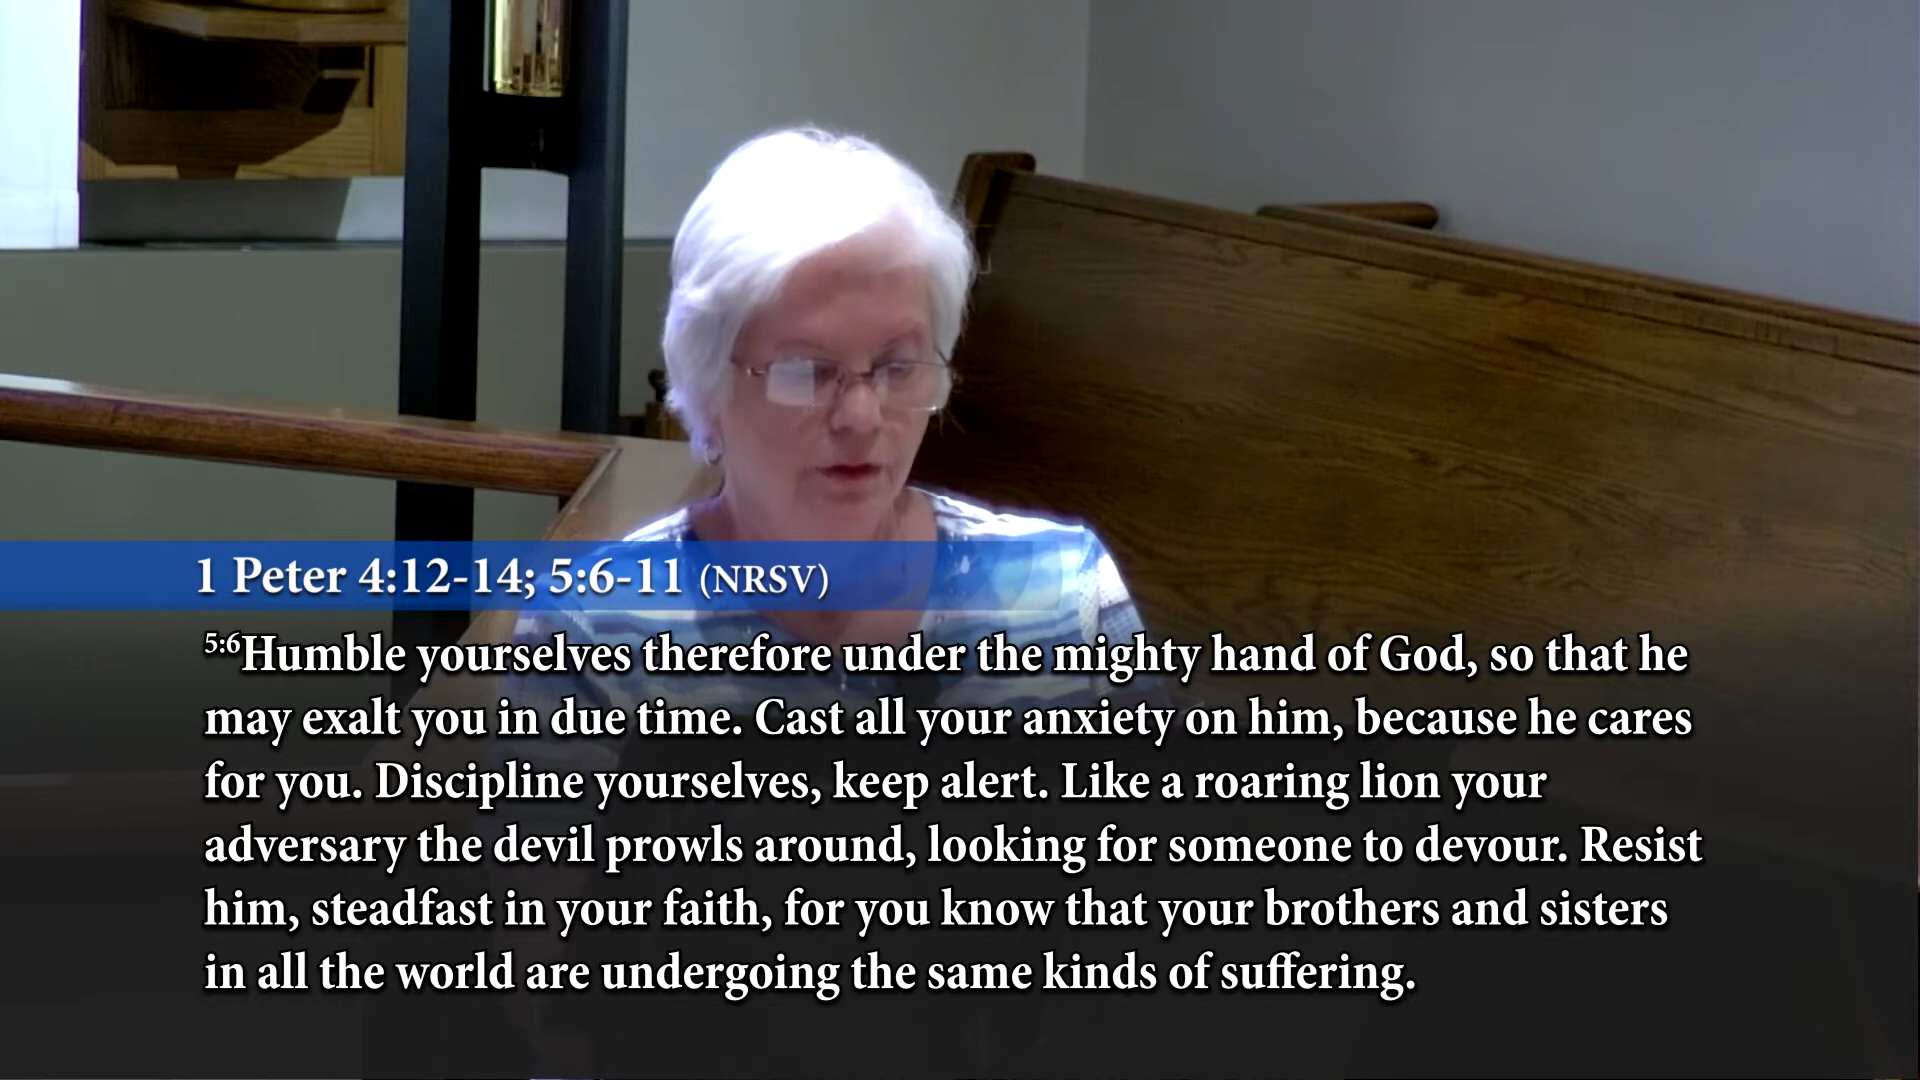 1 Peter 4:12-14; 5:6-11 (NRSV)
5:6Humble yourselves therefore under the mighty hand of God, so that he
may exalt you in due time. Cast all your anxiety on him, because he cares
for you. Discipline yourselves, keep alert. Like a roaring lion your
adversary the devil prowls around, looking for someone to devour. Resist
him, steadfast in your faith, for you know that your brothers and sisters
in all the world are undergoing the same kinds of suffering.